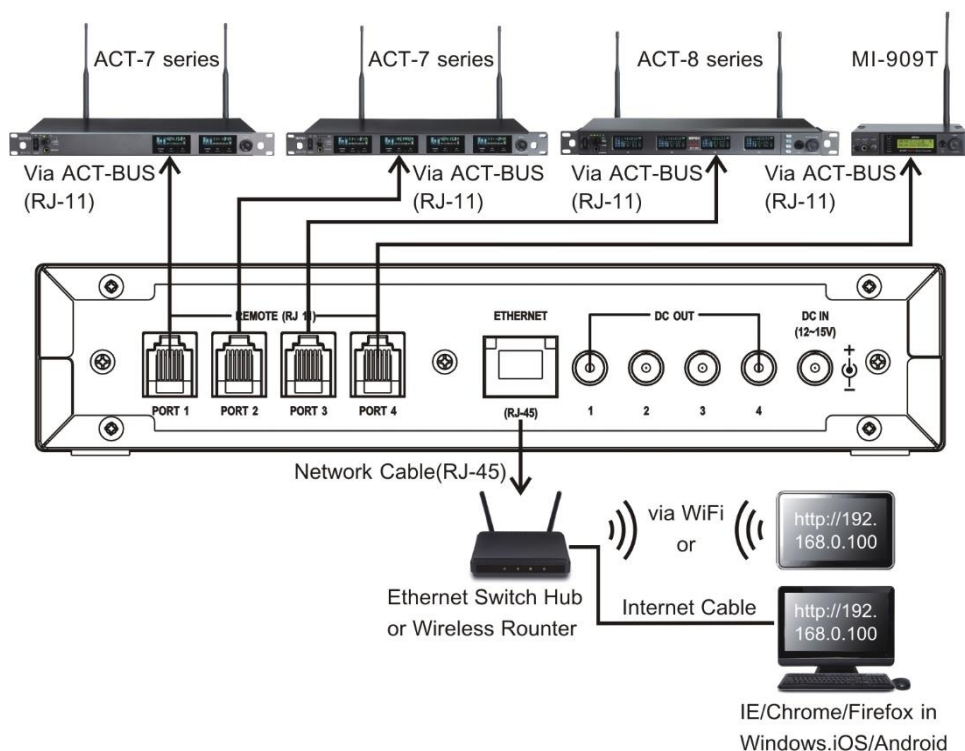 ACT-7 series
ACT-7 series
ACT-8 series
MI-909T
Via ACT-BUS
(RJ-11)
Via ACT-BUS
(RJ-11)
Via ACT-BUS
(RJ-11)
Via ACT-BUS
(RJ-11)
REMOTE (RJ 11)
ETHERNET
DC OUT
DC IN
(12~15V)
+
−
PORT 1
PORT 2
PORT 3
PORT 4
(RJ-45)
1
2
3
4
Network Cable(RJ-45)
via WiFi
or
http://192.
168.0.100
Ethernet Switch Hub
or Wireless Rounter
Internet Cable
http://192.
168.0.100
IE/Chrome/Firefox in
Windows.iOS/Android